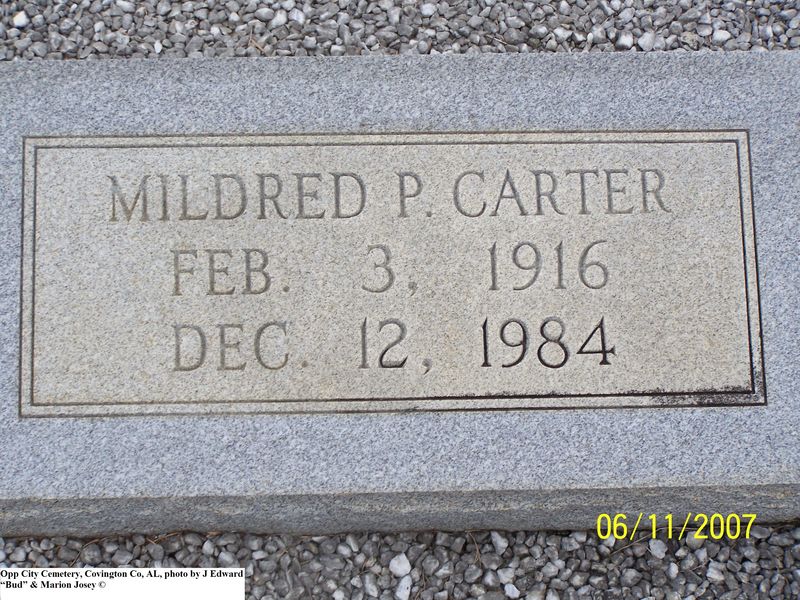 MILDRED P. CARTER
FEB. 3, 1916
DEC. 12, 1984
06/11/2007
Opp City Cemetery, Covington Co, AL, photo by J Edward
“Bud” & Marion Josey ©